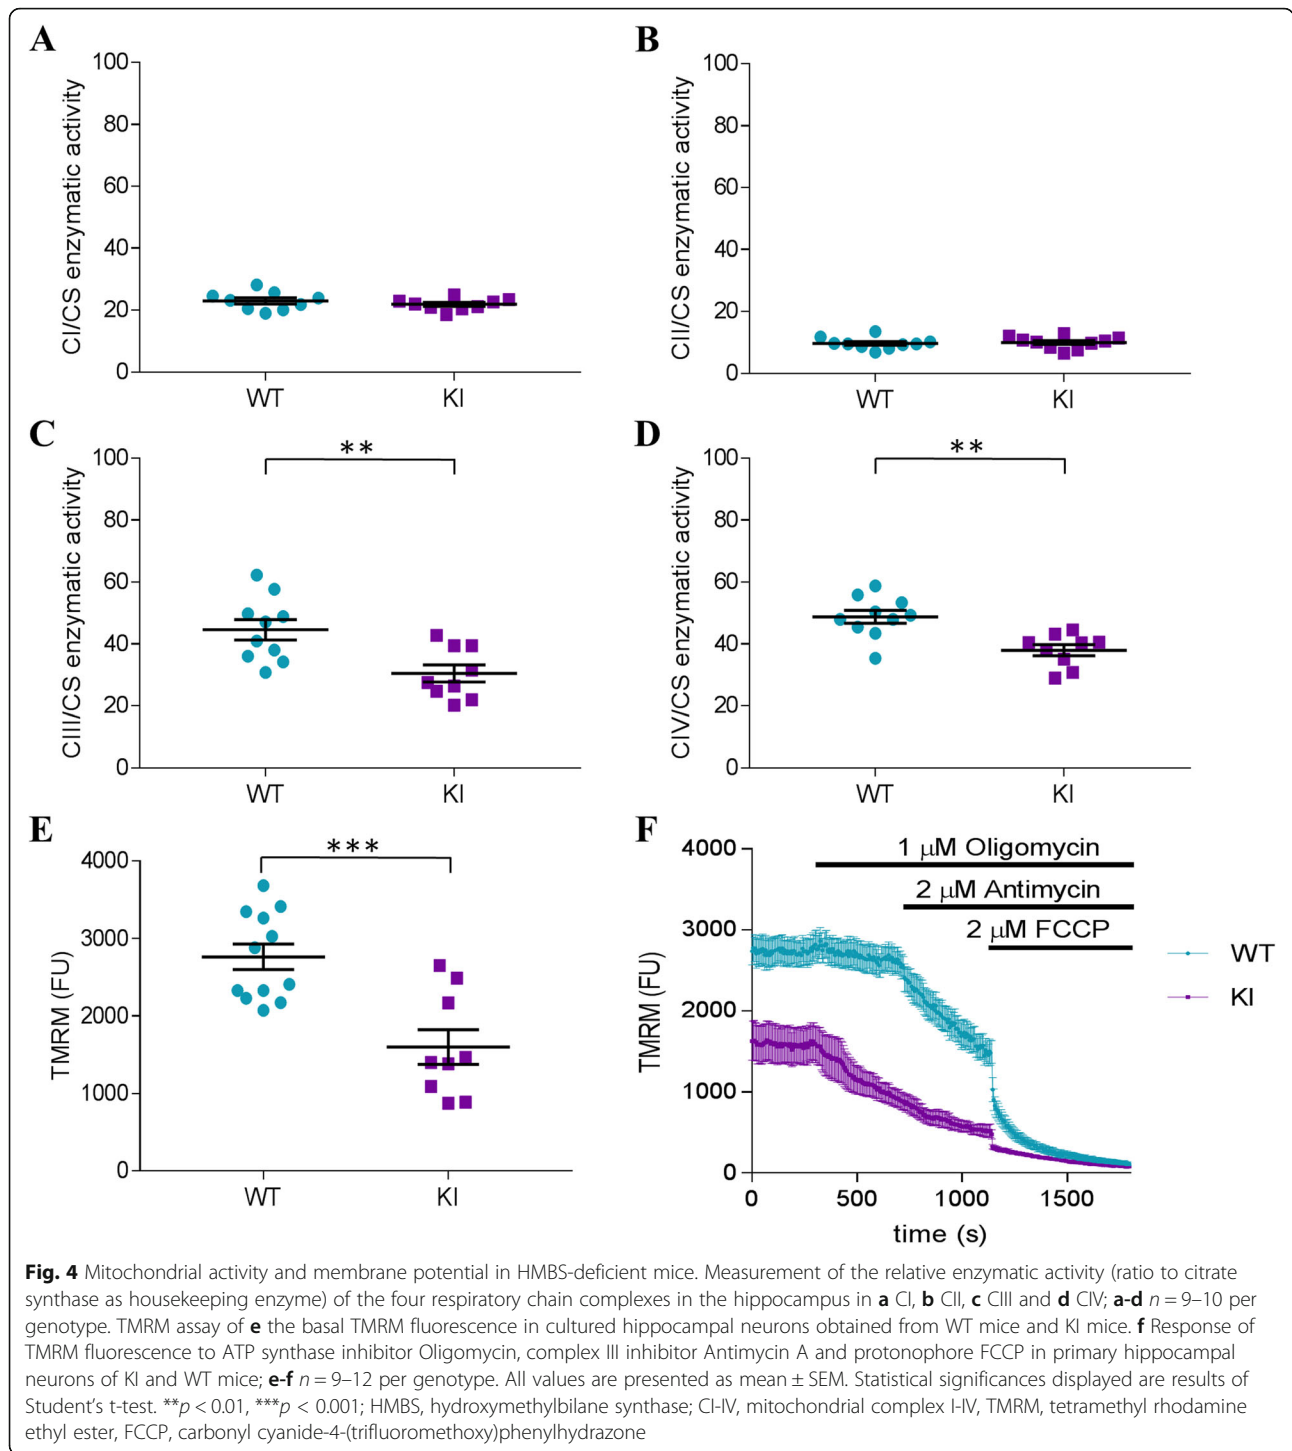 A
100
80
60
40
20
0
CI/CS enzymatic activity
WT
KI
B
100
80
60
40
20
0
CII/CS enzymatic activity
WT
KI
C
100
80
60
40
20
0
CIII/CS enzymatic activity
**
WT
KI
D
100
80
60
40
20
0
CIV/CS enzymatic activity
**
WT
KI
E
4000
3000
2000
1000
0
TMRM (FU)
***
WT
KI
F
4000
3000
2000
1000
0
TMRM (FU)
1 μM Oligomycin
2 μM Antimycin
2 μM FCCP
WT
KI
0
500
1000
1500
time (s)
Fig. 4 Mitochondrial activity and membrane potential in HMBS-deficient mice. Measurement of the relative enzymatic activity (ratio to citrate
synthase as housekeeping enzyme) of the four respiratory chain complexes in the hippocampus in a CI, b CII, c CIII and d CIV; a-d n = 9–10 per
genotype. TMRM assay of e the basal TMRM fluorescence in cultured hippocampal neurons obtained from WT mice and KI mice. f Response of
TMRM fluorescence to ATP synthase inhibitor Oligomycin, complex III inhibitor Antimycin A and protonophore FCCP in primary hippocampal
neurons of KI and WT mice; e-f n = 9–12 per genotype. All values are presented as mean ± SEM. Statistical significances displayed are results of
Student's t-test. **p < 0.01, ***p < 0.001; HMBS, hydroxymethylbilane synthase; CI-IV, mitochondrial complex I-IV, TMRM, tetramethyl rhodamine
ethyl ester, FCCP, carbonyl cyanide-4-(trifluoromethoxy)phenylhydrazone